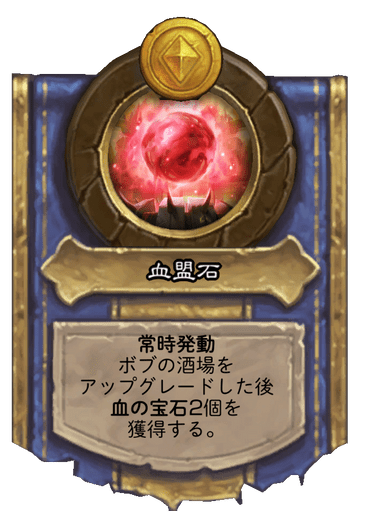 血盟石
常時発動
ボブの酒場を
アップグレードした後
血の宝石2個を
獲得する。